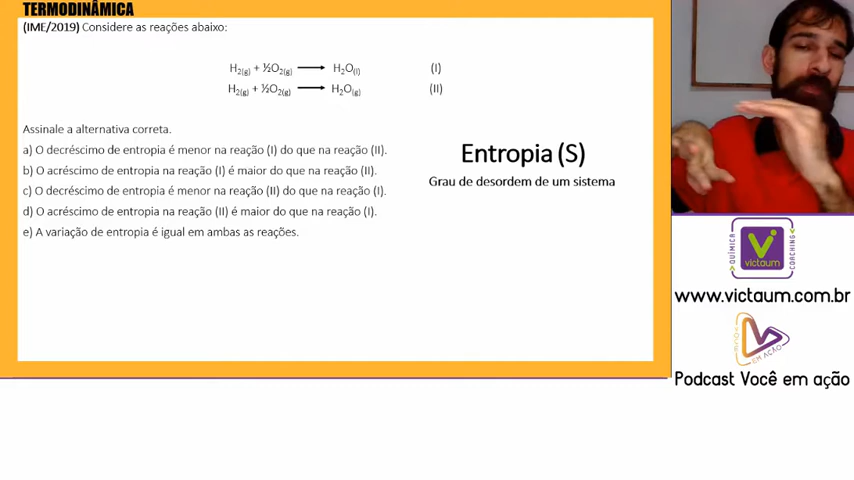 TERMODINÂMICA
(IME/2019) Considere as reações abaixo:
H2(g) + ½O2(g) → H2O(l) (I)
H2(g) + ½O2(g) → H2O(g) (II)
Assinale a alternativa correta.
a) O decréscimo de entropia é menor na reação (I) do que na reação (II).
b) O acréscimo de entropia na reação (I) é maior do que na reação (II).
c) O decréscimo de entropia é menor na reação (II) do que na reação (I).
d) O acréscimo de entropia na reação (II) é maior do que na reação (I).
e) A variação de entropia é igual em ambas as reações.
Entropia (S)
Grau de desordem de um sistema
QUÍMICA
victaum
COACHING
www.victaum.com.br
EM AÇÃO
Podcast Você em ação